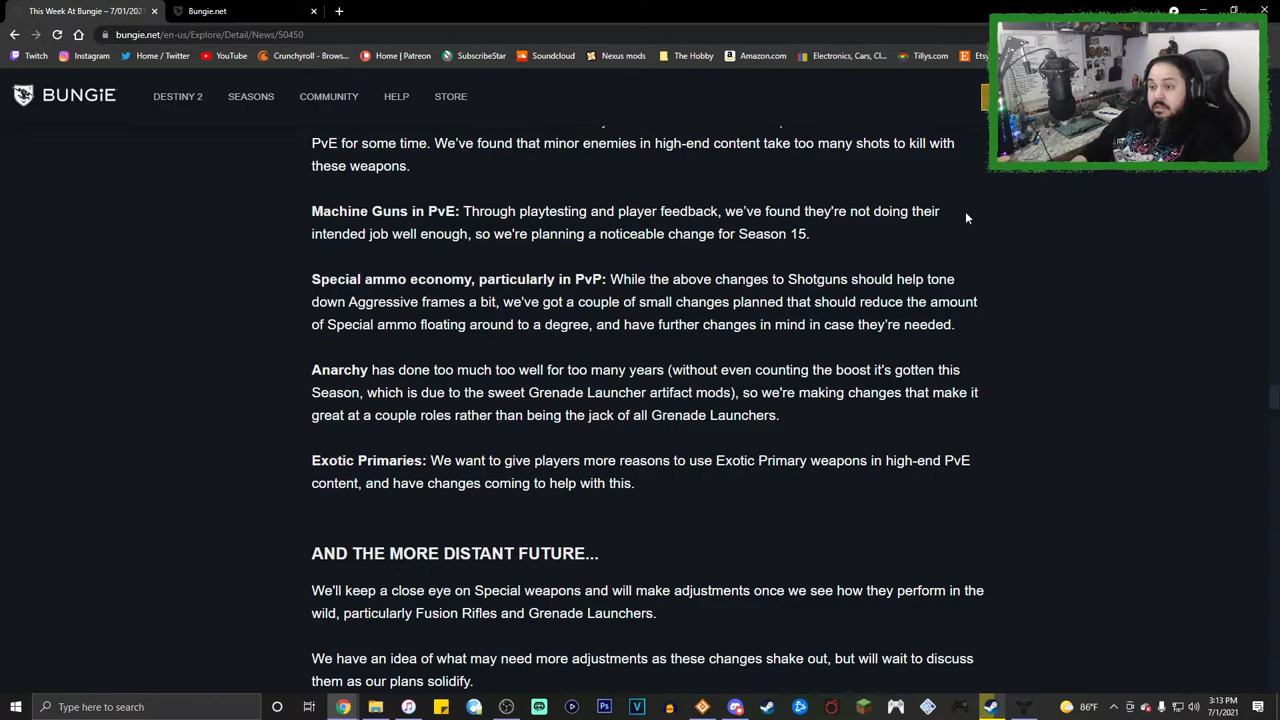 This Week At Bungie – 7/01/2021
Bungie.net
bungie.net/en-us/Explore/Detail/News/50450
Twitch
Instagram
Home / Twitter
YouTube
Crunchyroll - Brows...
Home | Patreon
SubscribeStar
Soundcloud
Nexus mods
The Hobby
Amazon.com
Electronics, Cars, Cl...
Tillys.com
Ets
BUNGiE
DESTINY 2
SEASONS
COMMUNITY
HELP
STORE
PvE for some time. We've found that minor enemies in high-end content take too many shots to kill with
these weapons.
Machine Guns in PvE: Through playtesting and player feedback, we've found they're not doing their
intended job well enough, so we're planning a noticeable change for Season 15.
Special ammo economy, particularly in PvP: While the above changes to Shotguns should help tone
down Aggressive frames a bit, we've got a couple of small changes planned that should reduce the amount
of Special ammo floating around to a degree, and have further changes in mind in case they're needed.
Anarchy has done too much too well for too many years (without even counting the boost it's gotten this
Season, which is due to the sweet Grenade Launcher artifact mods), so we're making changes that make it
great at a couple roles rather than being the jack of all Grenade Launchers.
Exotic Primaries: We want to give players more reasons to use Exotic Primary weapons in high-end PvE
content, and have changes coming to help with this.
AND THE MORE DISTANT FUTURE...
We'll keep a close eye on Special weapons and will make adjustments once we see how they perform in the
wild, particularly Fusion Rifles and Grenade Launchers.
We have an idea of what may need more adjustments as these changes shake out, but will wait to discuss
them as our plans solidify.
Type here to search
86°F
3:13 PM
7/1/2021